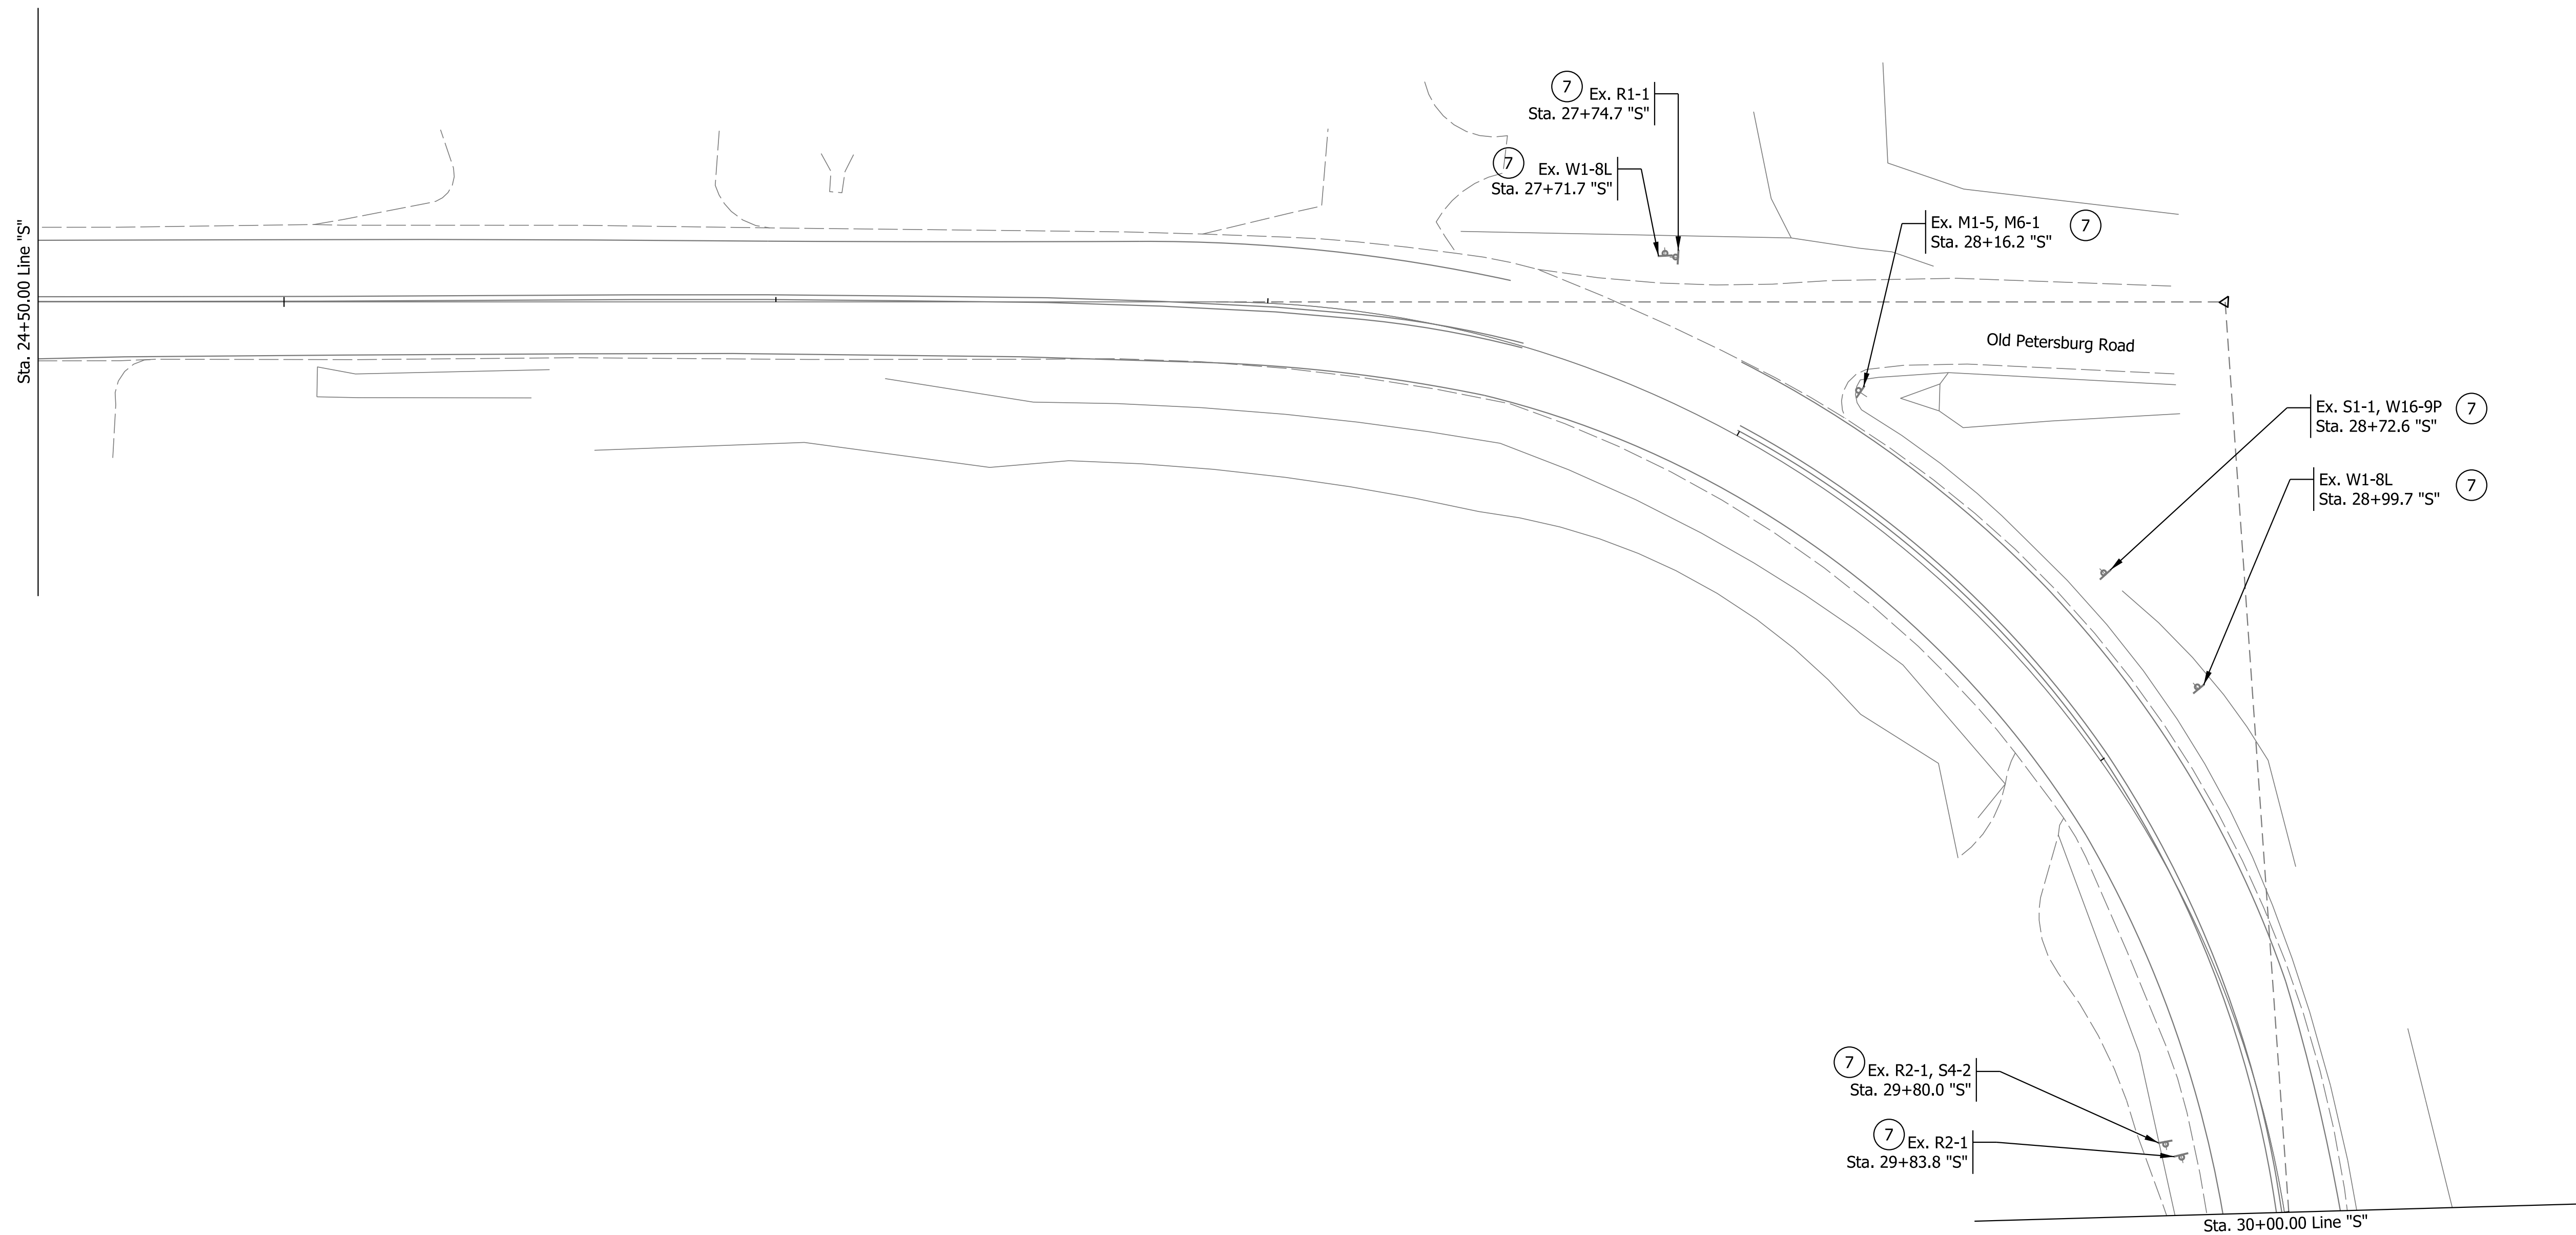 Sta. 24+50.00 Line "S"
7
Ex. R1-1
Sta. 27+74.7 "S"
7
Ex. W1-8L
Sta. 27+71.7 "S"
Ex. M1-5, M6-1
7
Sta. 28+16.2 "S"
Old Petersburg Road
Ex. S1-1, W16-9P
7
Sta. 28+72.6 "S"
Ex. W1-8L
7
Sta. 28+99.7 "S"
7
Ex. R2-1, S4-2
Sta. 29+80.0 "S"
7
Ex. R2-1
Sta. 29+83.8 "S"
Sta. 30+00.00 Line "S"